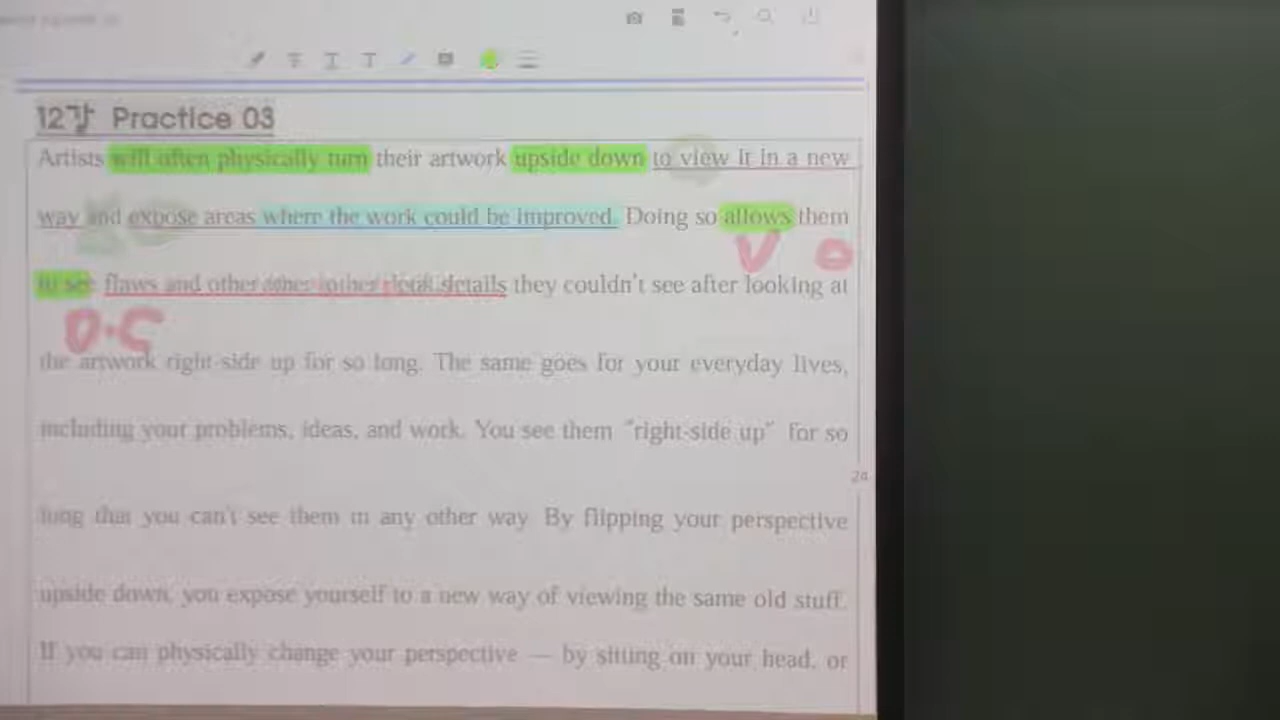 12강 Practice 03
Artists will often physically turn their artwork upside down to view it in a new
way and expose areas where the work could be improved. Doing so allows them
V O
to see flaws and other details they couldn't see after looking at
O.C
the artwork right-side up for so long. The same goes for your everyday lives,
including your problems, ideas, and work. You see them "right-side up" for so
24
long that you can't see them in any other way. By flipping your perspective
upside down, you expose yourself to a new way of viewing the same old stuff.
If you can physically change your perspective — by sitting on your head, or